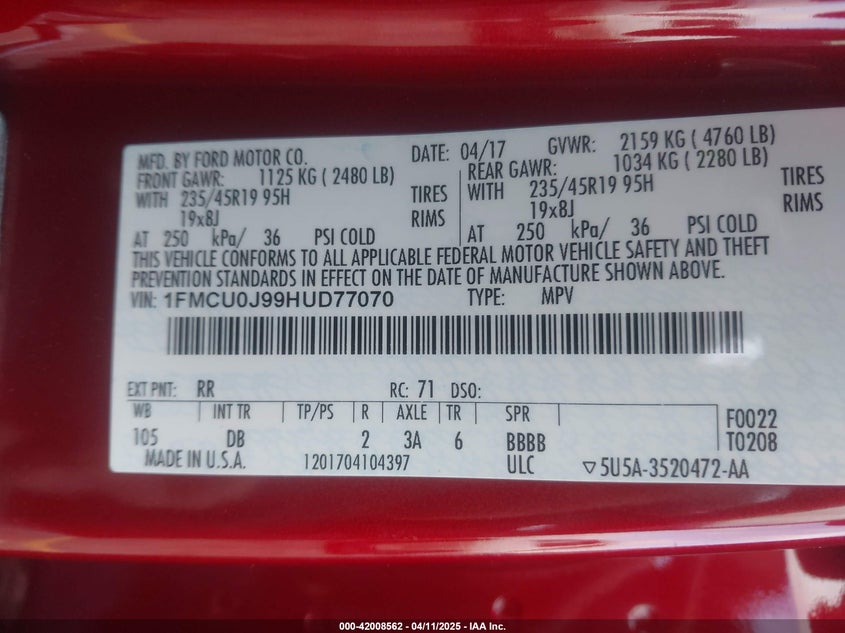 MFD. BY FORD MOTOR CO. DATE: 04/17 GVWR: 2159 KG ( 4760 LB)
FRONT GAWR: 1125 KG ( 2480 LB) REAR GAWR: 1034 KG ( 2280 LB)
WITH 235/45R19 95H TIRES WITH 235/45R19 95H TIRES
19x8J RIMS 19x8J RIMS
AT 250 kPa/ 36 PSI COLD AT 250 kPa/ 36 PSI COLD
THIS VEHICLE CONFORMS TO ALL APPLICABLE FEDERAL MOTOR VEHICLE SAFETY AND THEFT
PREVENTION STANDARDS IN EFFECT ON THE DATE OF MANUFACTURE SHOWN ABOVE.
VIN: 1FMCU0J99HUD77070 TYPE: MPV
EXT PNT: RR RC: 71 DSO:
WB INT TR TP/PS R AXLE TR SPR F0022
105 DB 2 3A 6 BBBB T0208
MADE IN U.S.A. 1201704104397 ULC ▽5U5A-3520472-AA
000-42008562 - 04/11/2025 - IAA Inc.